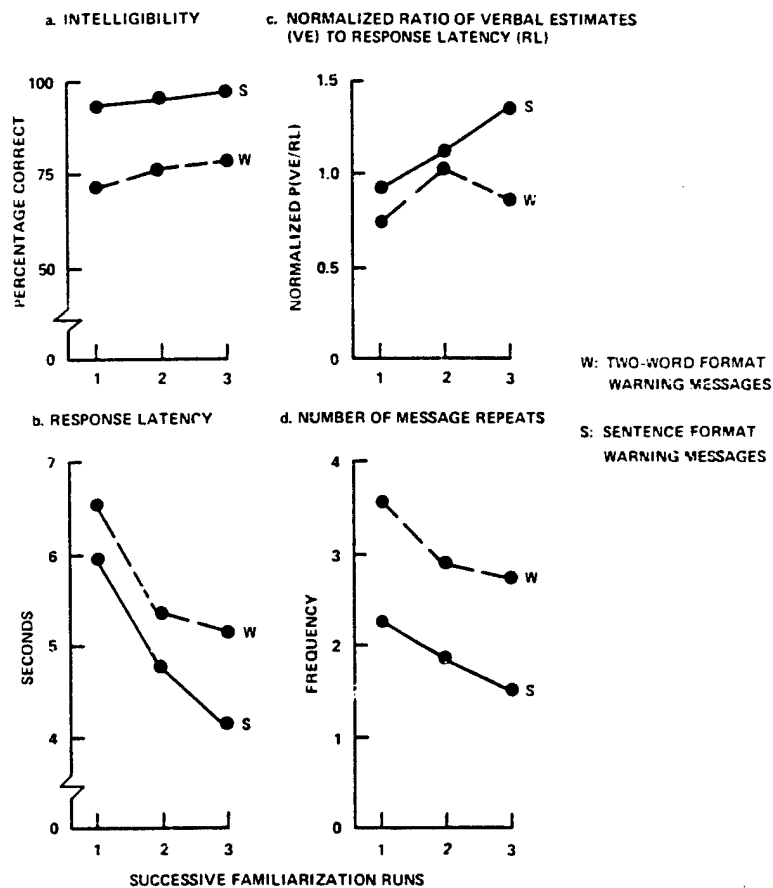 a. INTELLIGIBILITY
100
75
50
0
PERCENTAGE CORRECT
S
W
1 2 3
c. NORMALIZED RATIO OF VERBAL ESTIMATES
(VE) TO RESPONSE LATENCY (RL)
1.5
1.0
0.5
0
NORMALIZED P(VE/RL)
S
W
1 2 3
W: TWO-WORD FORMAT
WARNING MESSAGES
S: SENTENCE FORMAT
WARNING MESSAGES
b. RESPONSE LATENCY
7
6
5
4
0
SECONDS
W
S
1 2 3
d. NUMBER OF MESSAGE REPEATS
4
3
2
1
0
FREQUENCY
W
S
1 2 3
SUCCESSIVE FAMILIARIZATION RUNS